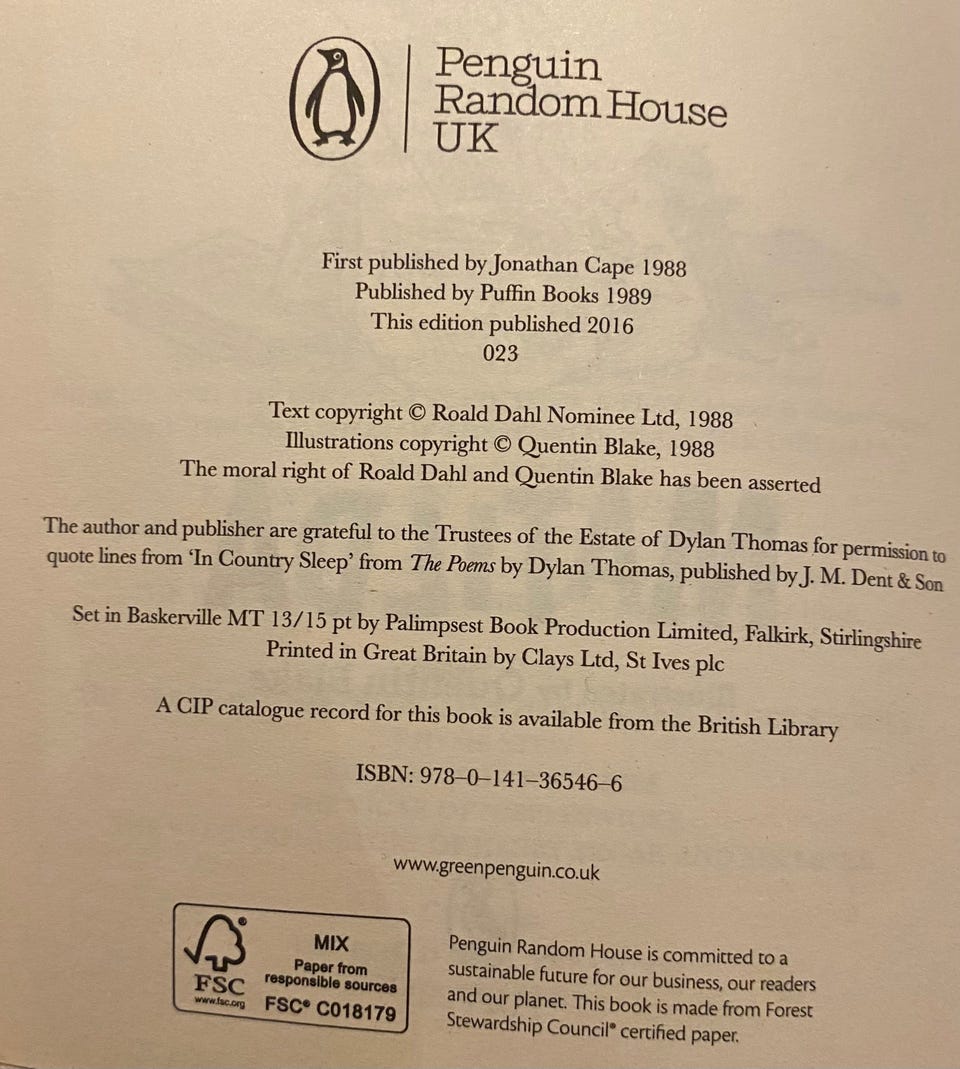 Penguin
Random House
UK
First published by Jonathan Cape 1988
Published by Puffin Books 1989
This edition published 2016
023
Text copyright © Roald Dahl Nominee Ltd, 1988
Illustrations copyright © Quentin Blake, 1988
The moral right of Roald Dahl and Quentin Blake has been asserted
The author and publisher are grateful to the Trustees of the Estate of Dylan Thomas for permission to
quote lines from ‘In Country Sleep’ from The Poems by Dylan Thomas, published by J. M. Dent & Son
Set in Baskerville MT 13/15 pt by Palimpsest Book Production Limited, Falkirk, Stirlingshire
Printed in Great Britain by Clays Ltd, St Ives plc
A CIP catalogue record for this book is available from the British Library
ISBN: 978–0–141–36546–6
www.greenpenguin.co.uk
MIX
Paper from
responsible sources
FSC® C018179
FSC
www.fsc.org
Penguin Random House is committed to a
sustainable future for our business, our readers
and our planet. This book is made from Forest
Stewardship Council® certified paper.